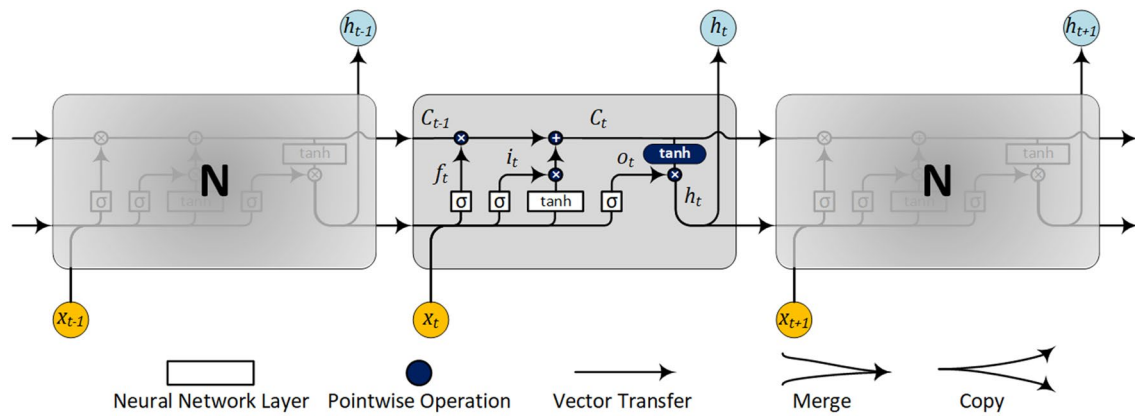 h_{t-1} h_t h_{t+1}
C_{t-1} × + C_t
tanh tanh tanh
f_t i_t × o_t × h_t
N N
σ σ tanh σ σ σ tanh σ σ σ tanh σ
x_{t-1} x_t x_{t+1}
Neural Network Layer Pointwise Operation Vector Transfer Merge Copy